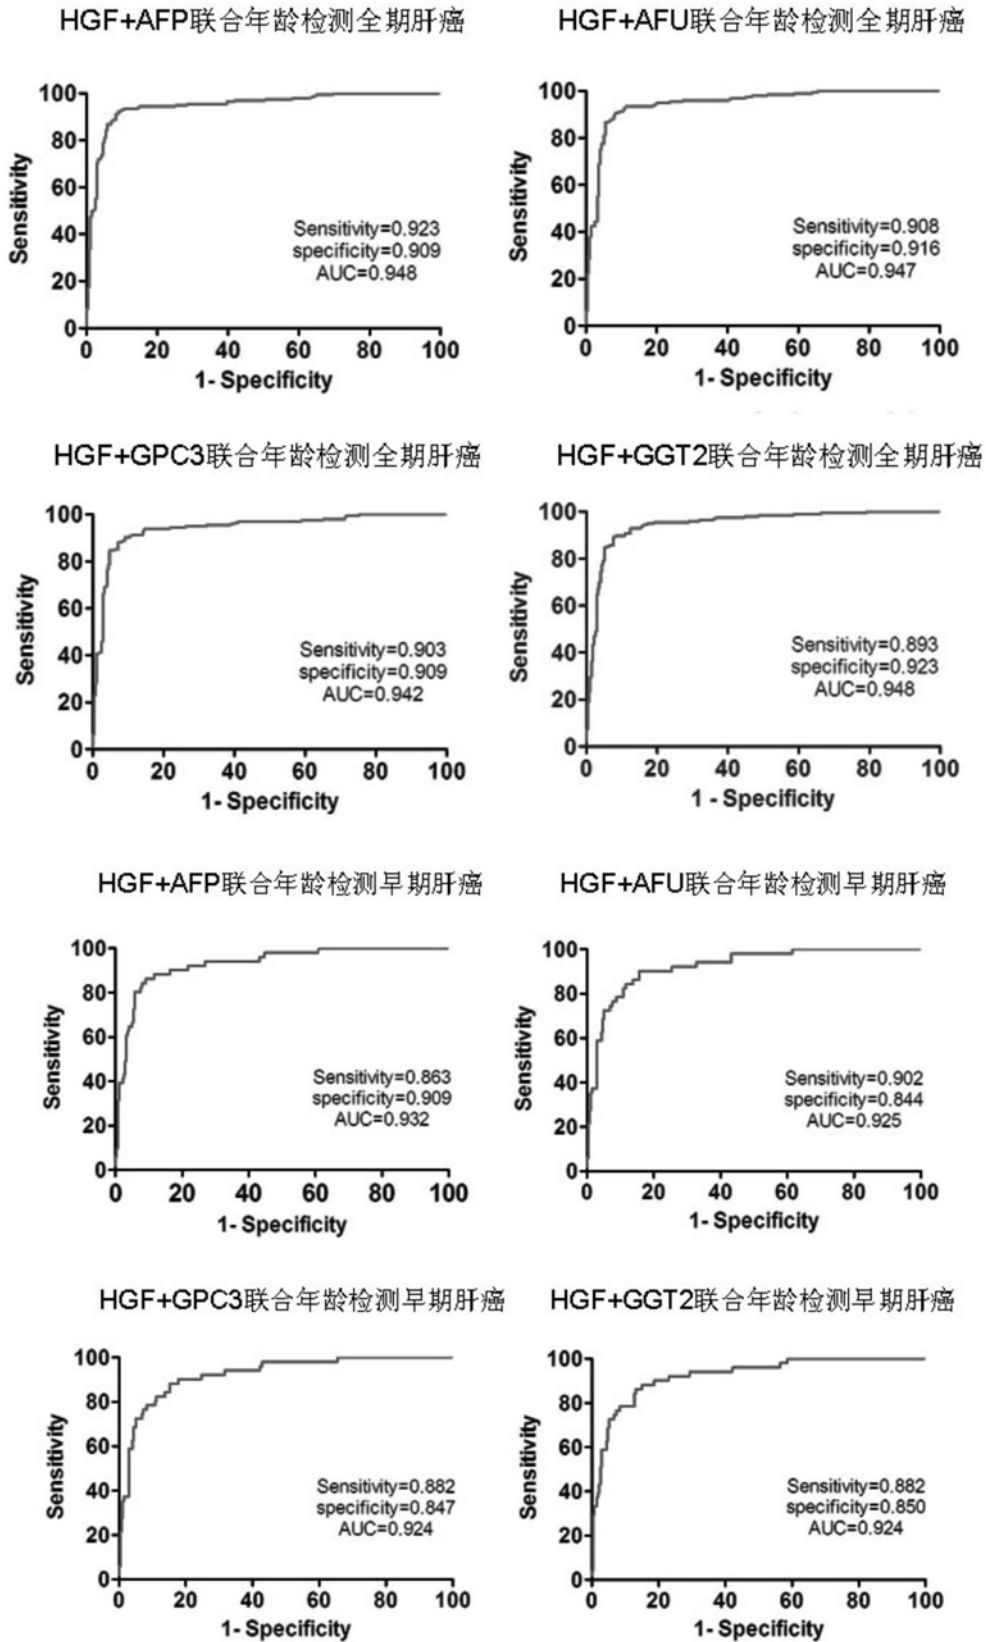 HGF+AFP联合年龄检测全期肝癌
100
80
60
40
20
0
Sensitivity
Sensitivity=0.923
specificity=0.909
AUC=0.948
0 20 40 60 80 100
1- Specificity
HGF+AFU联合年龄检测全期肝癌
100
80
60
40
20
0
Sensitivity
Sensitivity=0.908
specificity=0.916
AUC=0.947
0 20 40 60 80 100
1- Specificity
HGF+GPC3联合年龄检测全期肝癌
100
80
60
40
20
0
Sensitivity
Sensitivity=0.903
specificity=0.909
AUC=0.942
0 20 40 60 80 100
1- Specificity
HGF+GGT2联合年龄检测全期肝癌
100
80
60
40
20
0
Sensitivity
Sensitivity=0.893
specificity=0.923
AUC=0.948
0 20 40 60 80 100
1 - Specificity
HGF+AFP联合年龄检测早期肝癌
100
80
60
40
20
0
Sensitivity
Sensitivity=0.863
specificity=0.909
AUC=0.932
0 20 40 60 80 100
1- Specificity
HGF+AFU联合年龄检测早期肝癌
100
80
60
40
20
0
Sensitivity
Sensitivity=0.902
specificity=0.844
AUC=0.925
0 20 40 60 80 100
1- Specificity
HGF+GPC3联合年龄检测早期肝癌
100
80
60
40
20
0
Sensitivity
Sensitivity=0.882
specificity=0.847
AUC=0.924
0 20 40 60 80 100
1- Specificity
HGF+GGT2联合年龄检测早期肝癌
100
80
60
40
20
0
Sensitivity
Sensitivity=0.882
specificity=0.850
AUC=0.924
0 20 40 60 80 100
1- Specificity